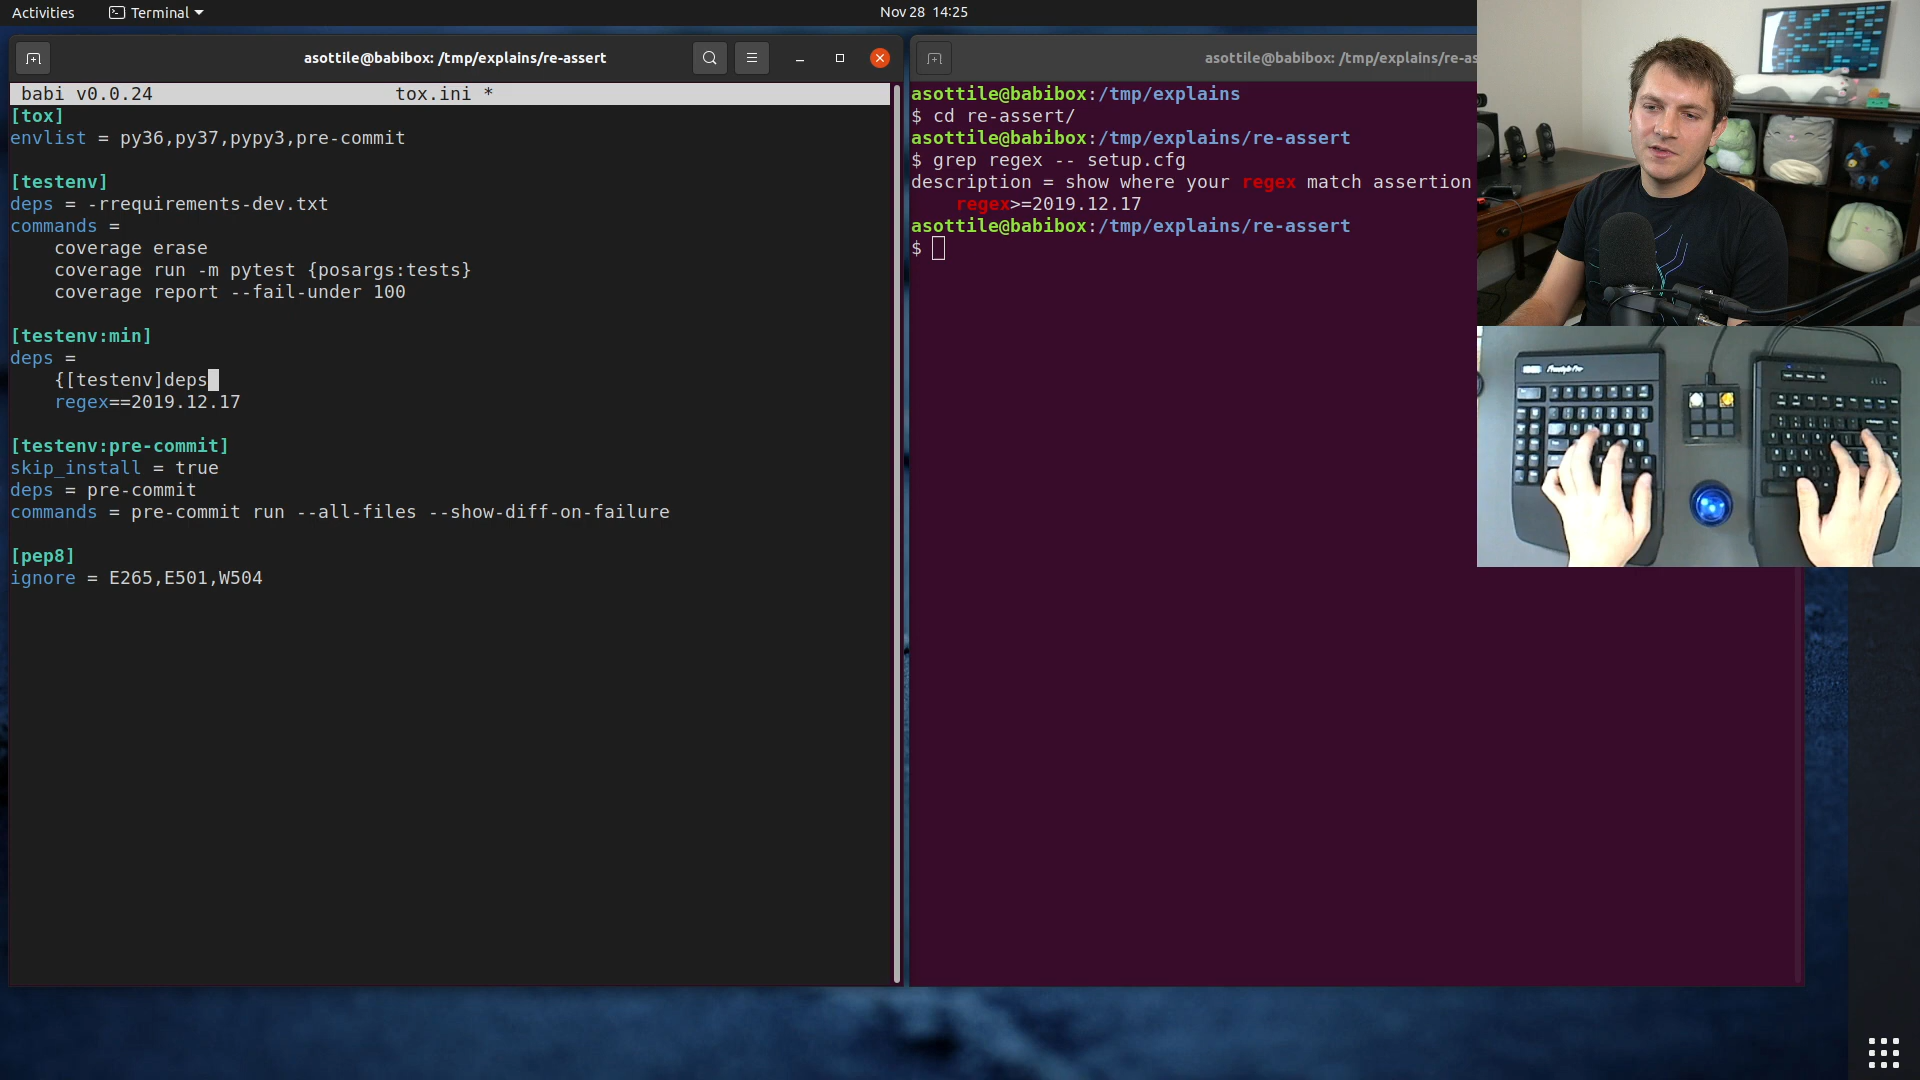 Activities
Terminal
Nov 28 14:25
asottile@babibox: /tmp/explains/re-assert
babi v0.0.24 tox.ini *
[tox]
envlist = py36,py37,pypy3,pre-commit
[testenv]
deps = -rrequirements-dev.txt
commands =
coverage erase
coverage run -m pytest {posargs:tests}
coverage report --fail-under 100
[testenv:min]
deps =
{[testenv]deps
regex==2019.12.17
[testenv:pre-commit]
skip_install = true
deps = pre-commit
commands = pre-commit run --all-files --show-diff-on-failure
[pep8]
ignore = E265,E501,W504
asottile@babibox: /tmp/explains/re-as
asottile@babibox:/tmp/explains
$ cd re-assert/
asottile@babibox:/tmp/explains/re-assert
$ grep regex -- setup.cfg
description = show where your regex match assertion
regex>=2019.12.17
asottile@babibox:/tmp/explains/re-assert
$
Freestyle Pro